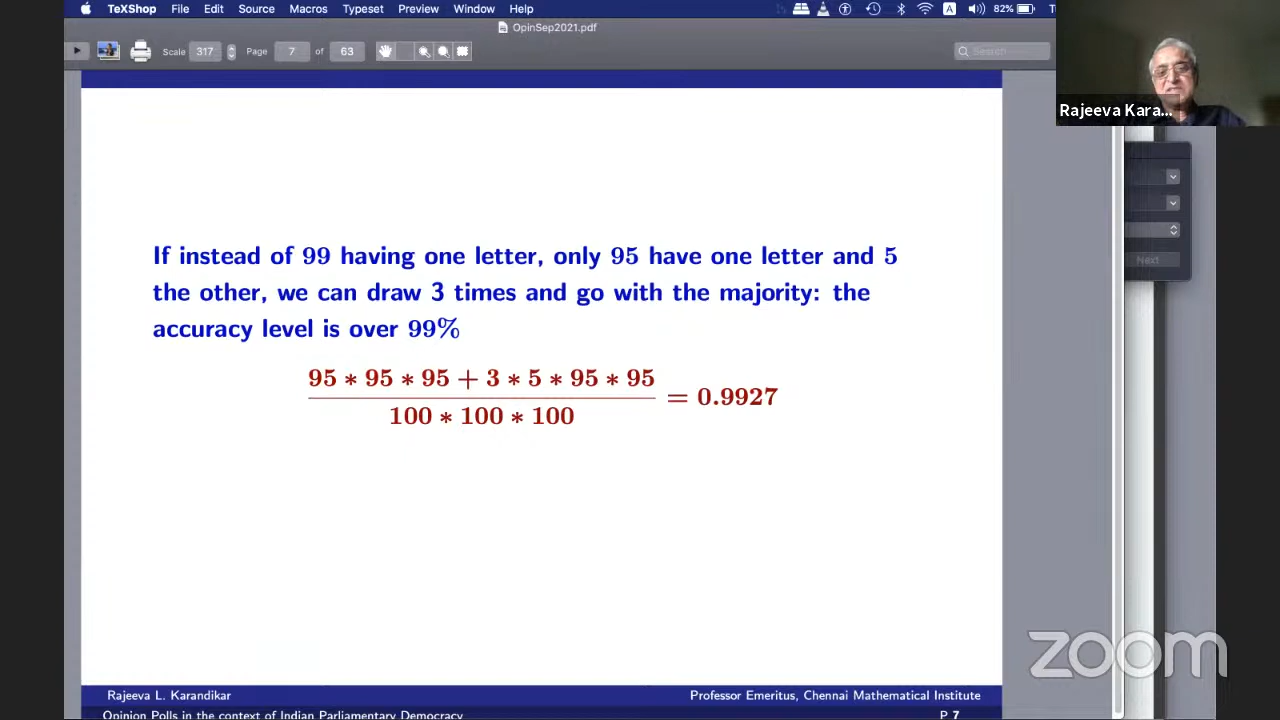 TeXShop File Edit Source Macros Typeset Preview Window Help
A 82%
OpinSep2021.pdf
Scale 317 Page 7 of 63
Search
Rajeeva Kara...
Next
If instead of 99 having one letter, only 95 have one letter and 5
the other, we can draw 3 times and go with the majority: the
accuracy level is over 99%
95 ∗ 95 ∗ 95 + 3 ∗ 5 ∗ 95 ∗ 95
100 ∗ 100 ∗ 100
= 0.9927
zoom
Rajeeva L. Karandikar Professor Emeritus, Chennai Mathematical Institute
Opinion Polls in the context of Indian Parliamentary Democracy P 7